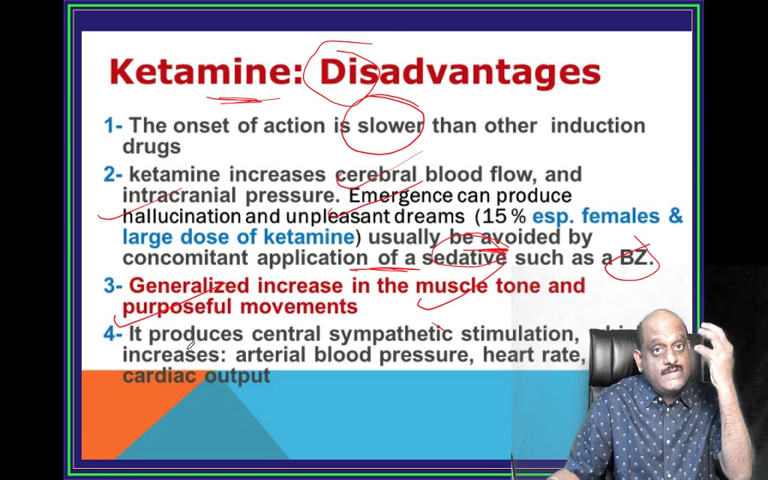 Ketamine: Disadvantages
1- The onset of action is slower than other induction
drugs
2- ketamine increases cerebral blood flow, and
intracranial pressure. Emergence can produce
hallucination and unpleasant dreams (15 % esp. females &
large dose of ketamine) usually be avoided by
concomitant application of a sedative such as a BZ.
3- Generalized increase in the muscle tone and
purposeful movements
4- It produces central sympathetic stimulation,
increases: arterial blood pressure, heart rate,
cardiac output